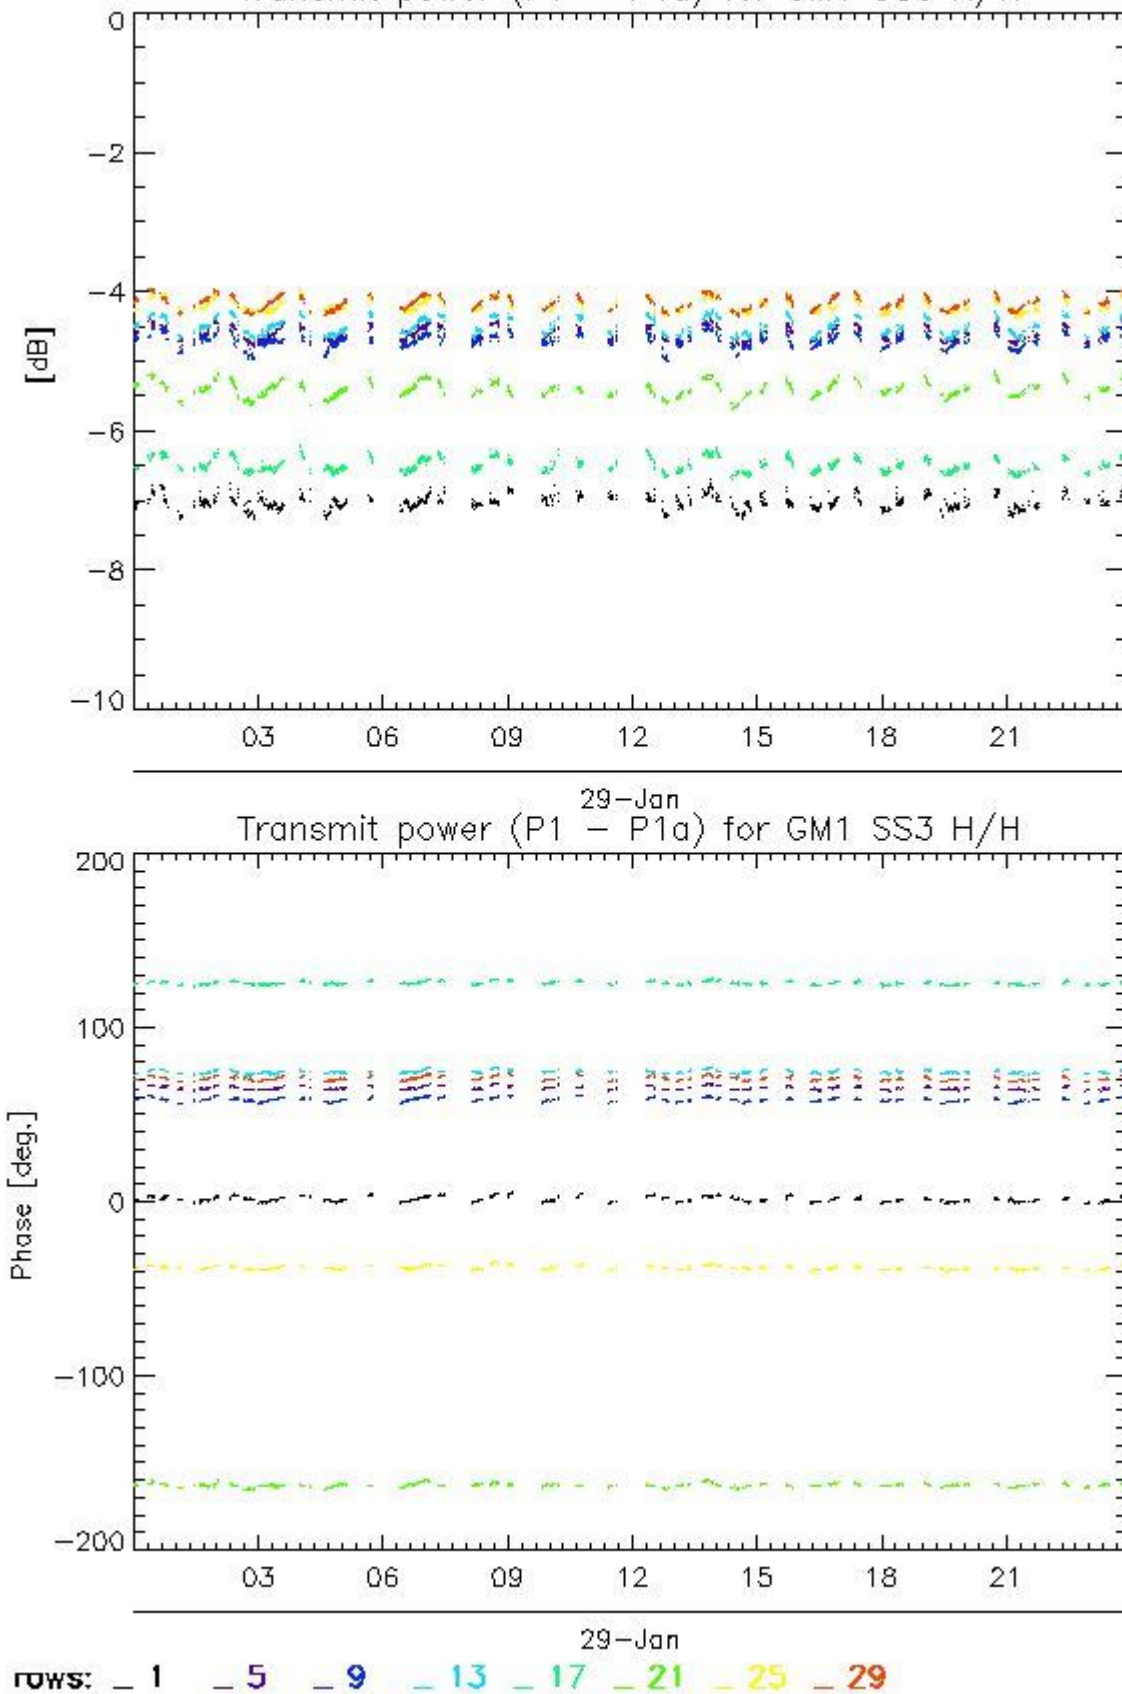 0
−2
−4
[dB]
−6
−8
−10
03 06 09 12 15 18 21
29−Jan
Transmit power (P1 − P1a) for GM1 SS3 H/H
200
100
Phase [deg.]
0
−100
−200
03 06 09 12 15 18 21
29−Jan
rows: _ 1 _ 5 _ 9 _ 13 _ 17 _ 21 _ 25 _ 29